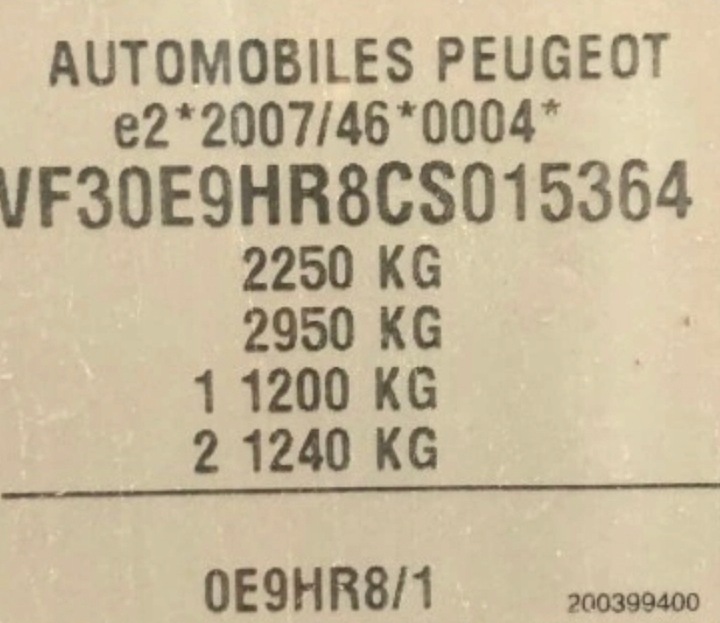 AUTOMOBILES PEUGEOT
e2*2007/46*0004*
VF30E9HR8CS015364
2250 KG
2950 KG
1 1200 KG
2 1240 KG
0E9HR8/1
200399400